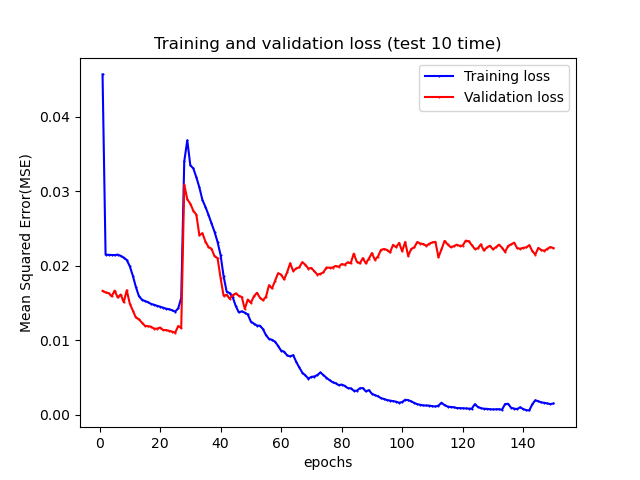 Training and validation loss (test 10 time)
Training loss
Validation loss
Mean Squared Error(MSE)
0.04
0.03
0.02
0.01
0.00
0 20 40 60 80 100 120 140
epochs